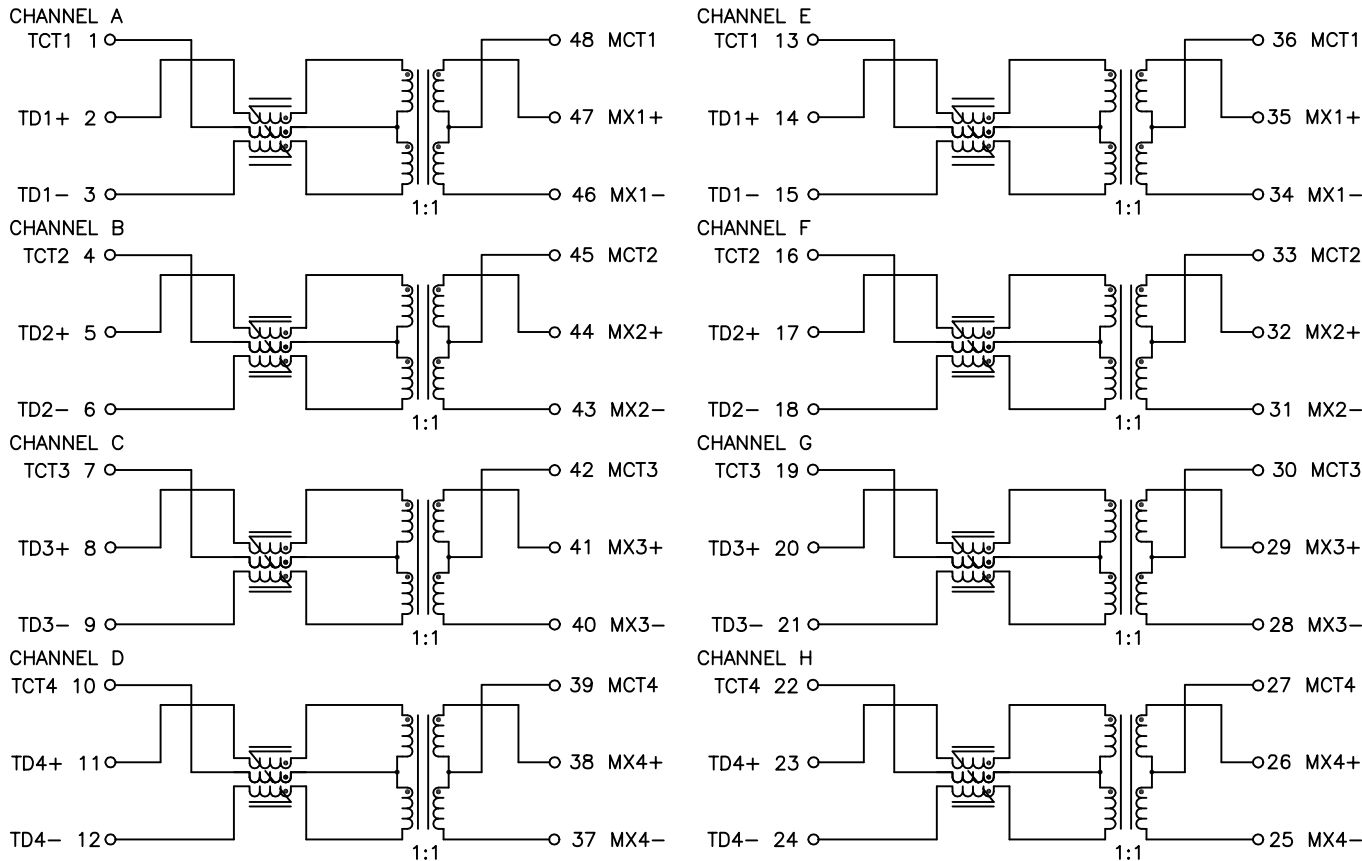 CHANNEL A
TCT1 1 48 MCT1
TD1+ 2 47 MX1+
TD1- 3 46 MX1-
1:1
CHANNEL B
TCT2 4 45 MCT2
TD2+ 5 44 MX2+
TD2- 6 43 MX2-
1:1
CHANNEL C
TCT3 7 42 MCT3
TD3+ 8 41 MX3+
TD3- 9 40 MX3-
1:1
CHANNEL D
TCT4 10 39 MCT4
TD4+ 11 38 MX4+
TD4- 12 37 MX4-
1:1
CHANNEL E
TCT1 13 36 MCT1
TD1+ 14 35 MX1+
TD1- 15 34 MX1-
1:1
CHANNEL F
TCT2 16 33 MCT2
TD2+ 17 32 MX2+
TD2- 18 31 MX2-
1:1
CHANNEL G
TCT3 19 30 MCT3
TD3+ 20 29 MX3+
TD3- 21 28 MX3-
1:1
CHANNEL H
TCT4 22 27 MCT4
TD4+ 23 26 MX4+
TD4- 24 25 MX4-
1:1